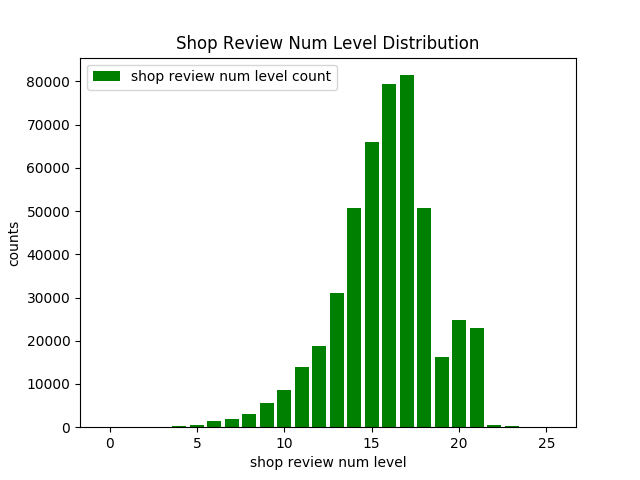 Shop Review Num Level Distribution
shop review num level count
80000
70000
60000
50000
40000
30000
20000
10000
0
counts
0 5 10 15 20 25
shop review num level